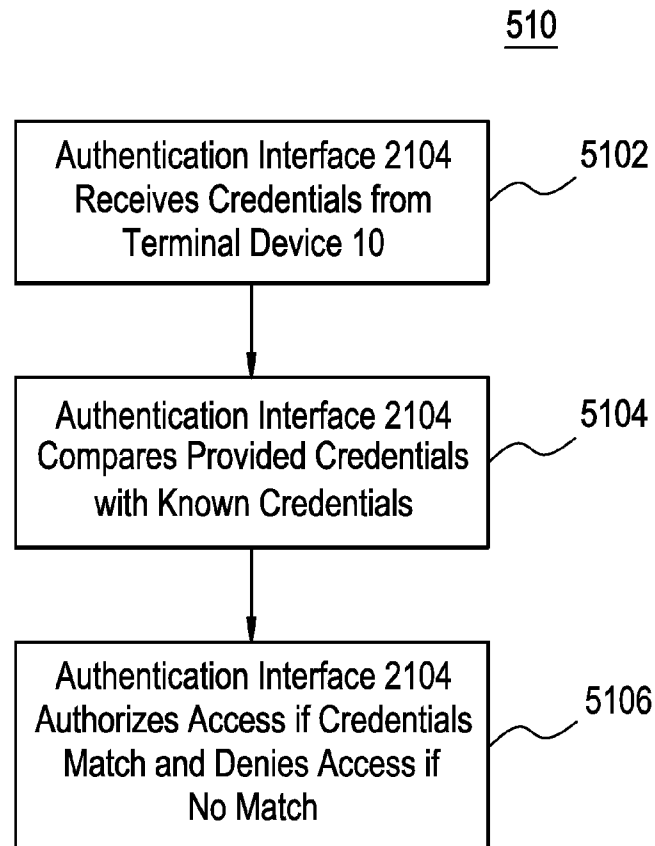 510
Authentication Interface 2104
Receives Credentials from
Terminal Device 10
5102
Authentication Interface 2104
Compares Provided Credentials
with Known Credentials
5104
Authentication Interface 2104
Authorizes Access if Credentials
Match and Denies Access if
No Match
5106